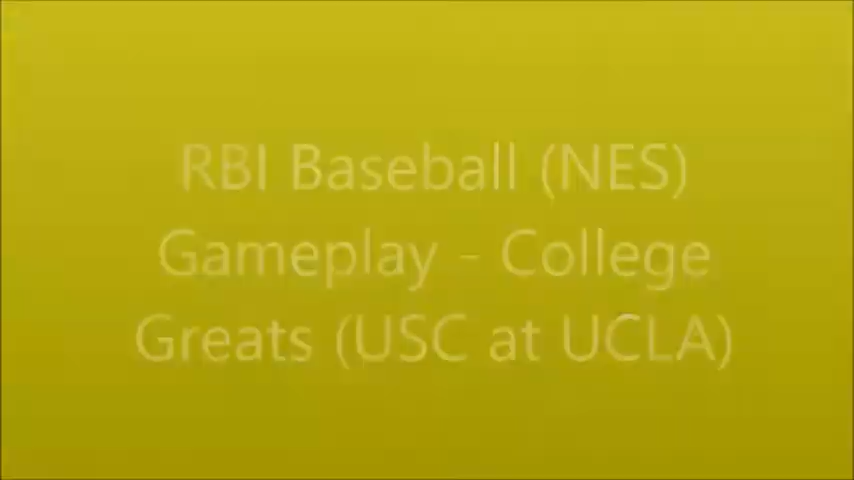 RBI Baseball (NES)
Gameplay - College
Greats (USC at UCLA)